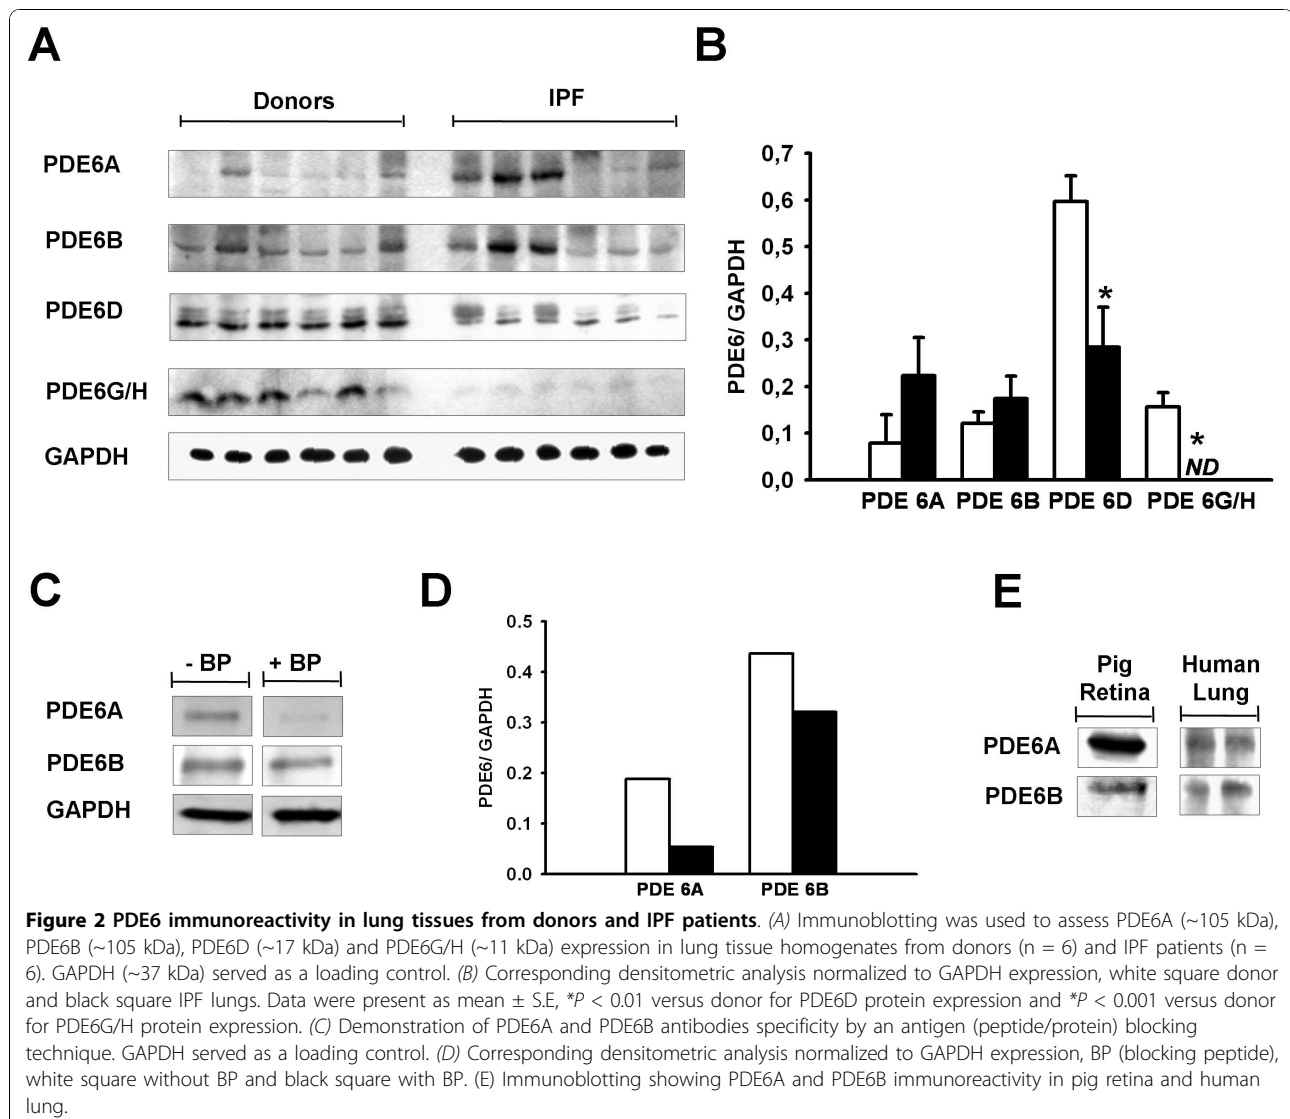 A
Donors
IPF
PDE6A
PDE6B
PDE6D
PDE6G/H
GAPDH
B
PDE6/ GAPDH
0,7
0,6
0,5
0,4
0,3
0,2
0,1
0,0
*
*
ND
PDE 6A
PDE 6B
PDE 6D
PDE 6G/H
C
- BP
+ BP
PDE6A
PDE6B
GAPDH
D
PDE6/ GAPDH
0.5
0.4
0.3
0.2
0.1
0.0
PDE 6A
PDE 6B
E
Pig
Retina
Human
Lung
PDE6A
PDE6B
Figure 2 PDE6 immunoreactivity in lung tissues from donors and IPF patients. (A) Immunoblotting was used to assess PDE6A (~105 kDa),
PDE6B (~105 kDa), PDE6D (~17 kDa) and PDE6G/H (~11 kDa) expression in lung tissue homogenates from donors (n = 6) and IPF patients (n =
6). GAPDH (~37 kDa) served as a loading control. (B) Corresponding densitometric analysis normalized to GAPDH expression, white square donor
and black square IPF lungs. Data were present as mean ± S.E, *P < 0.01 versus donor for PDE6D protein expression and *P < 0.001 versus donor
for PDE6G/H protein expression. (C) Demonstration of PDE6A and PDE6B antibodies specificity by an antigen (peptide/protein) blocking
technique. GAPDH served as a loading control. (D) Corresponding densitometric analysis normalized to GAPDH expression, BP (blocking peptide),
white square without BP and black square with BP. (E) Immunoblotting showing PDE6A and PDE6B immunoreactivity in pig retina and human
lung.